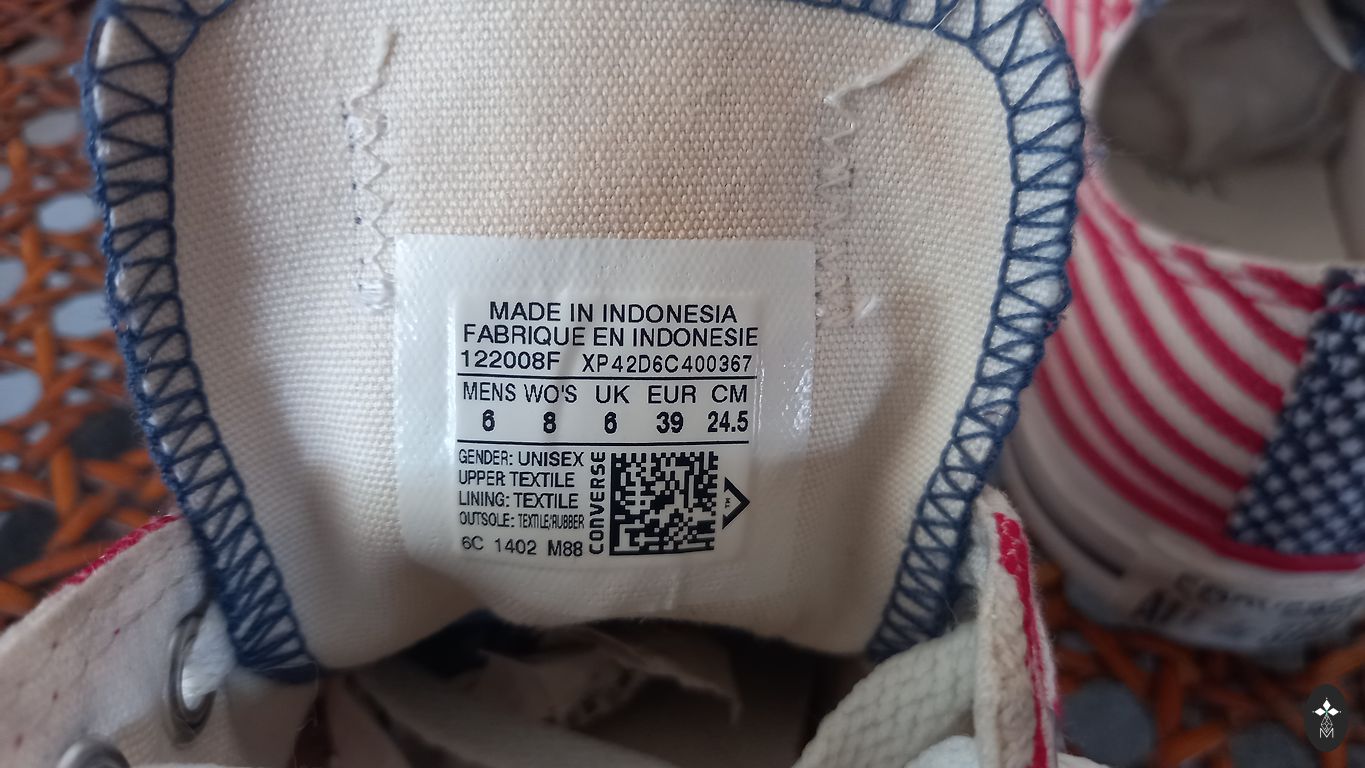 MADE IN INDONESIA
FABRIQUE EN INDONESIE
122008F XP42D6C400367
MENS WO'S UK EUR CM
6 8 6 39 24.5
GENDER: UNISEX
UPPER TEXTILE
LINING: TEXTILE
OUTSOLE: TEXTILE/RUBBER
6C 1402 M88
CONVERSE